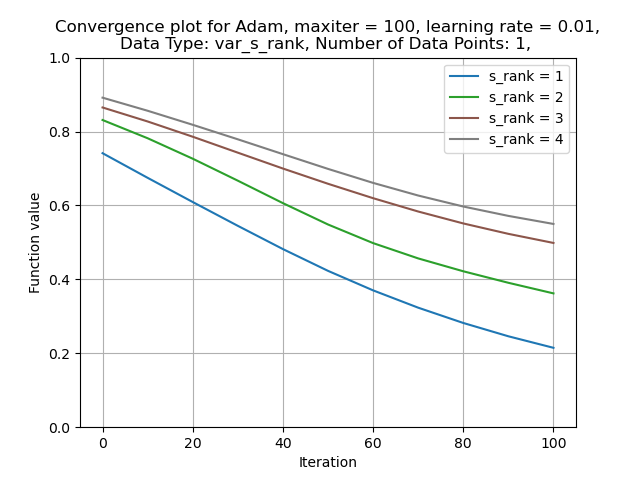 Convergence plot for Adam, maxiter = 100, learning rate = 0.01,
Data Type: var_s_rank, Number of Data Points: 1,
1.0
0.8
0.6
0.4
0.2
0.0
Function value
s_rank = 1
s_rank = 2
s_rank = 3
s_rank = 4
0 20 40 60 80 100
Iteration